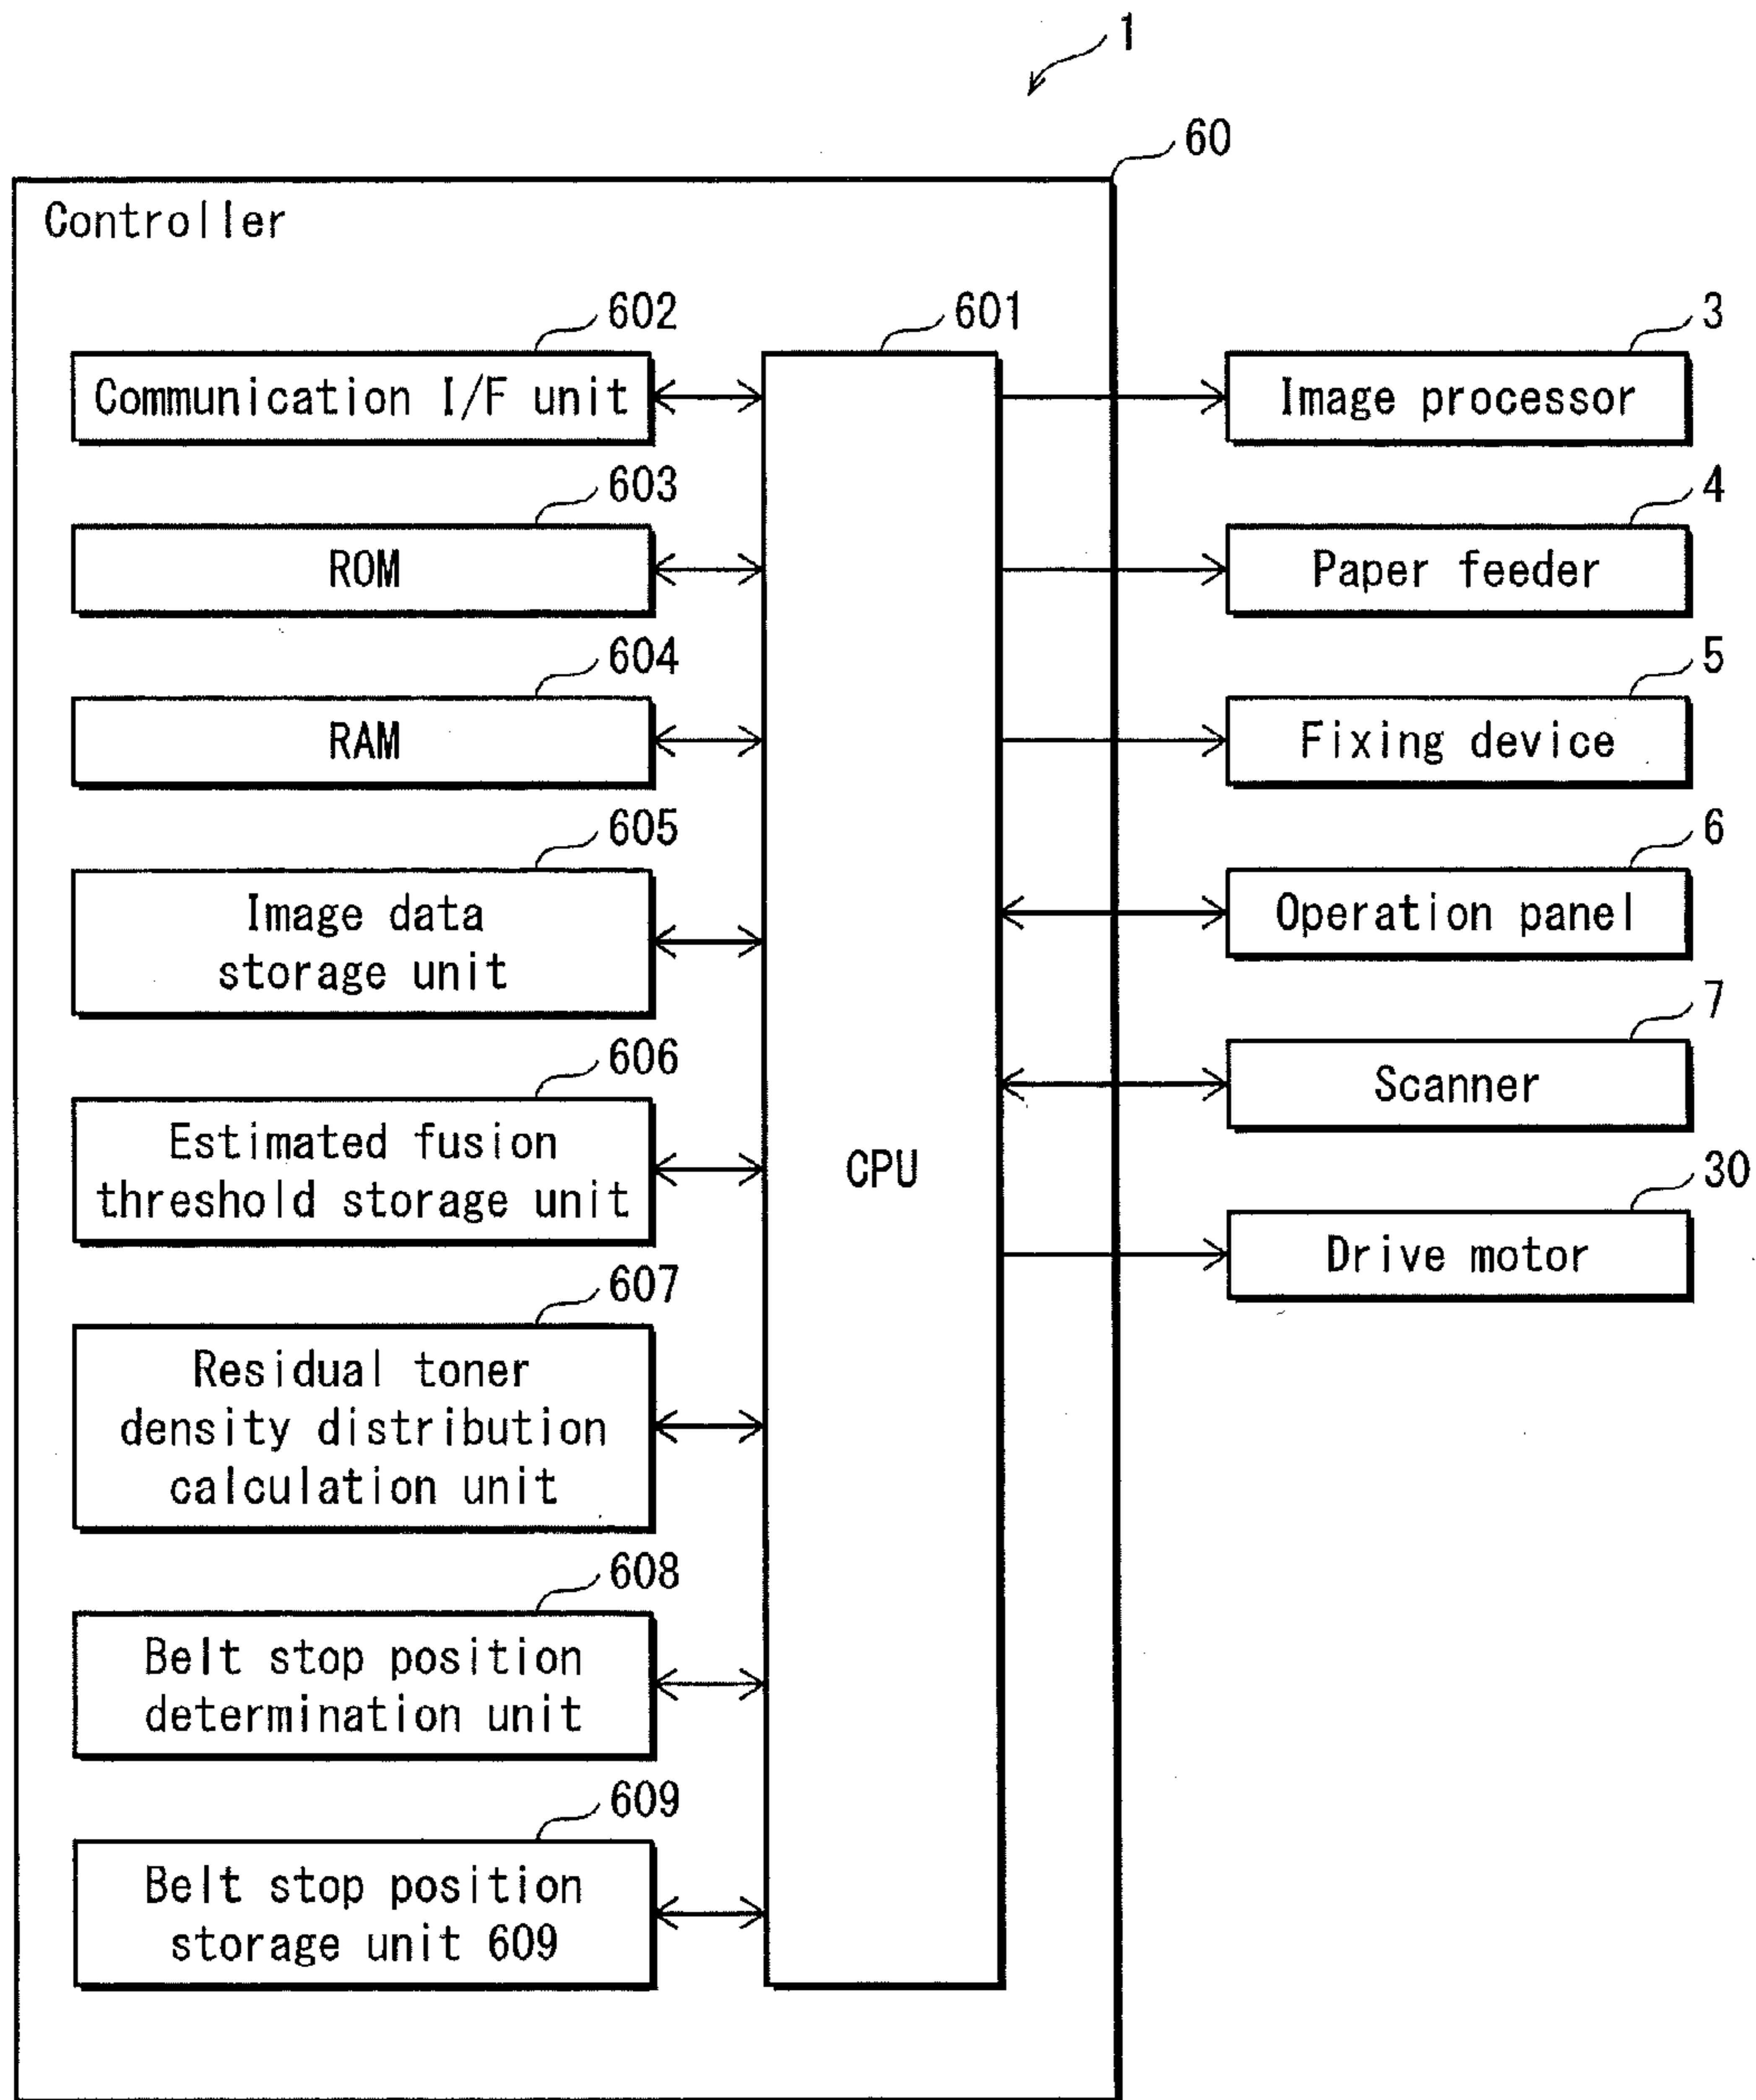 1
60
Controller
602
Communication I/F unit
603
ROM
604
RAM
605
Image data
storage unit
606
Estimated fusion
threshold storage unit
607
Residual toner
density distribution
calculation unit
608
Belt stop position
determination unit
609
Belt stop position
storage unit 609
601
CPU
3
Image processor
4
Paper feeder
5
Fixing device
6
Operation panel
7
Scanner
30
Drive motor